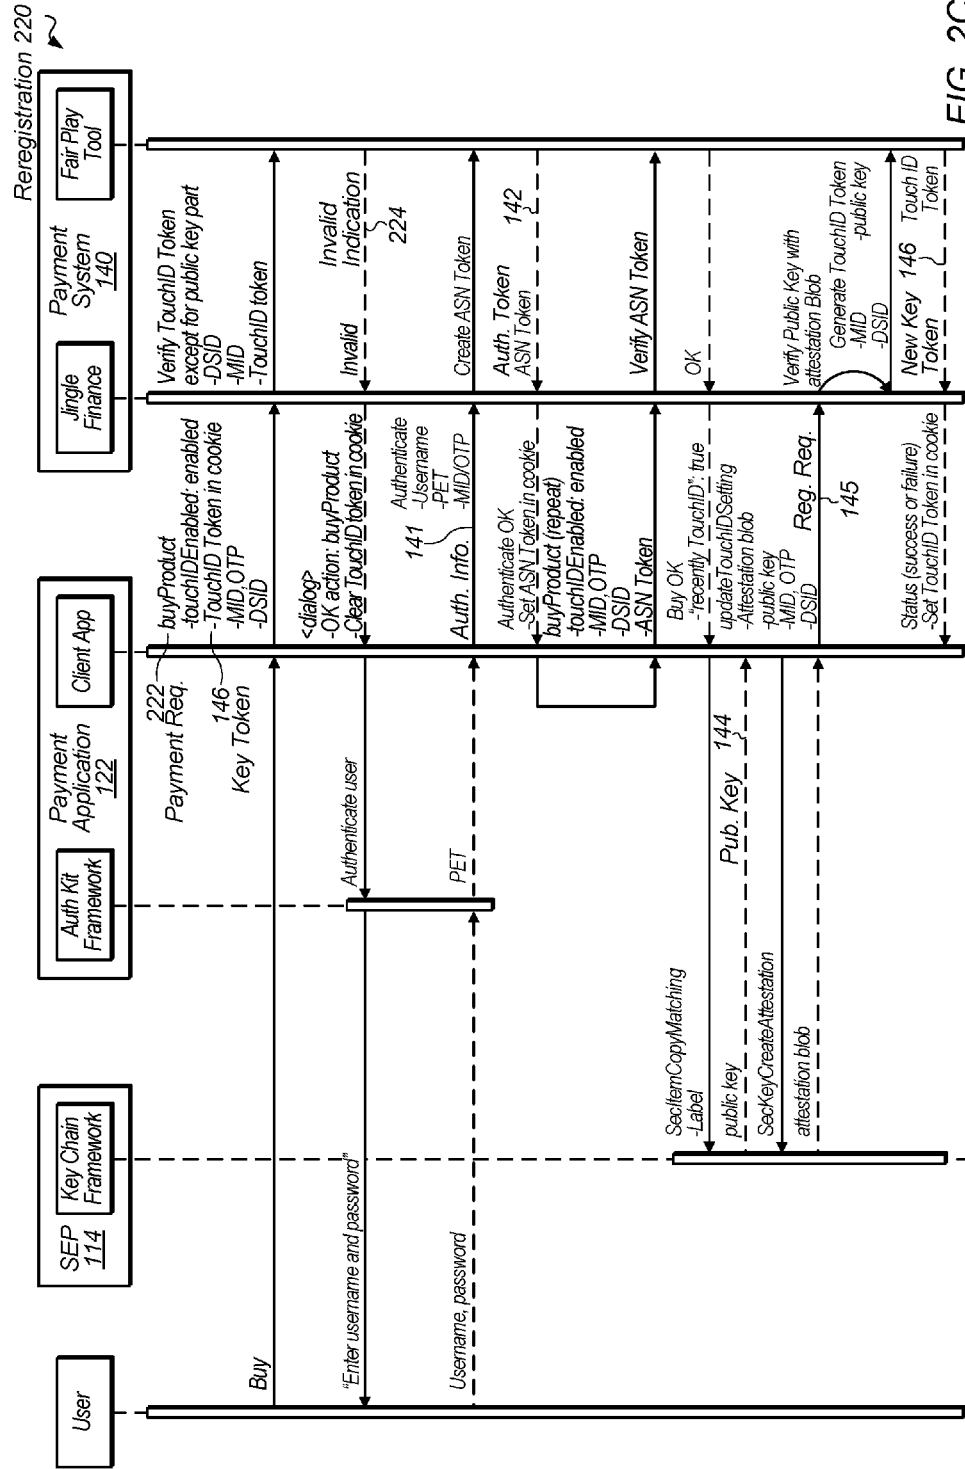 Reregistration 220
User
SEP
114
Key Chain
Framework
Payment
Application
122
Auth Kit
Framework
Client App
Payment
System
140
Jingle
Finance
Fair Play
Tool
Buy
222
Payment Req.
146
Key Token
buyProduct
-touchIDEnabled: enabled
-TouchID Token in cookie
-MID,OTP
-DSID
Verify TouchID Token
except for public key part
-DSID
-MID
-TouchID token
"Enter username and password"
Authenticate user
<dialog>
-OK action: buyProduct
-Clear TouchID token in cookie
Invalid
Invalid
Indication
224
Username, password
PET
141
Auth. Info.
Authenticate
-Username
-PET
-MID/OTP
Create ASN Token
Authenticate OK
-Set ASN Token in cookie
Auth. Token
ASN Token
142
buyProduct (repeat)
-touchIDEnabled: enabled
-MID,OTP
-DSID
-ASN Token
Verify ASN Token
Buy OK
-"recently TouchID": true
OK
SecItemCopyMatching
-Label
public key
Pub. Key
144
SecKeyCreateAttestation
attestation blob
updateTouchIDSetting
-Attestation blob
-public key
-MID, OTP
-DSID
Reg. Req.
145
Verify Public Key with
attestation Blob
Generate TouchID Token
-MID
-public key
-DSID
Status (success or failure)
-Set TouchID Token in cookie
New Key
Token
146
Touch ID
Token
FIG. 2C